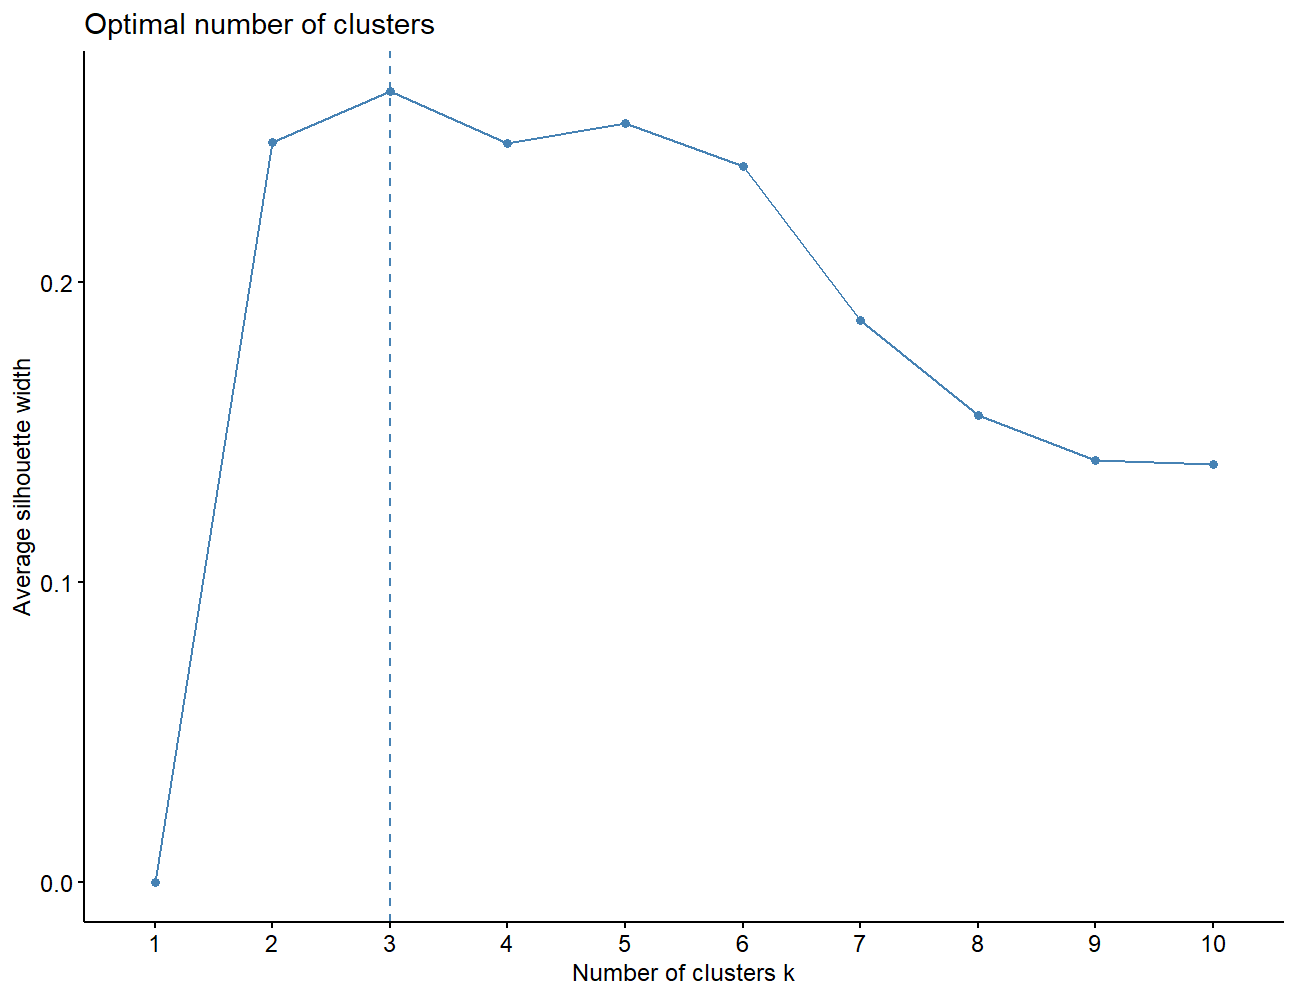 Optimal number of clusters
0.2
0.1
0.0
Average silhouette width
1 2 3 4 5 6 7 8 9 10
Number of clusters k